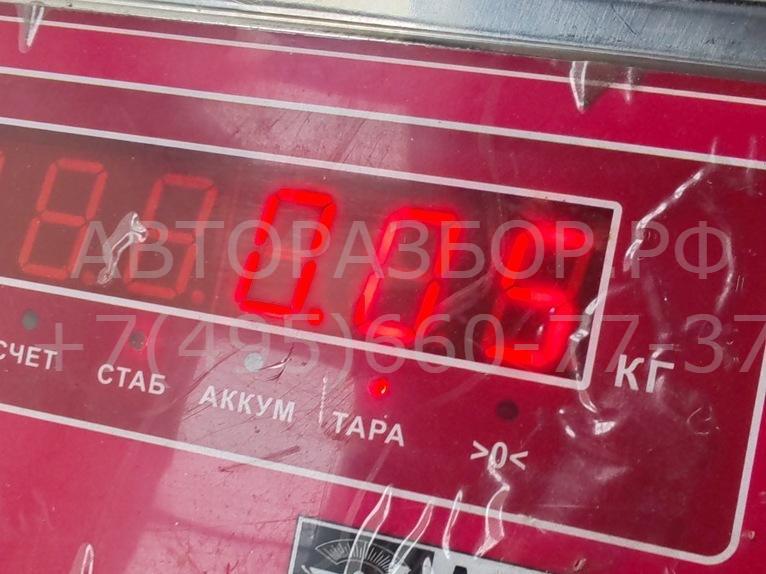 0.05
АВТОРАЗБОР.РФ
+7(495)660-77-37
КГ
СЧЕТ СТАБ АККУМ ТАРА >0<